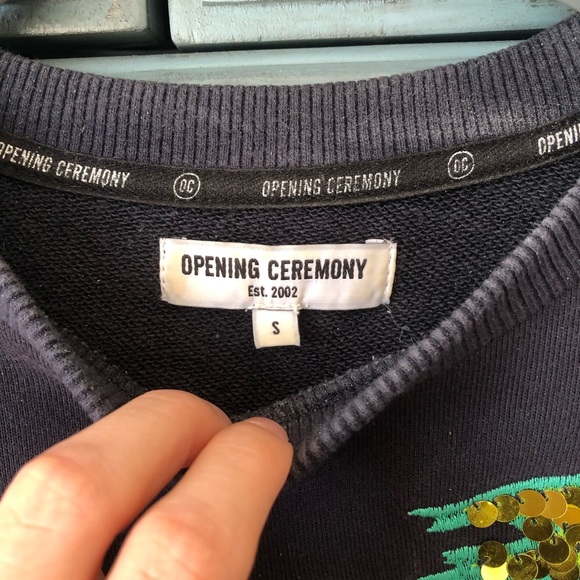 OPENING CEREMONY OC OPENING CEREMONY OC OPENING
OPENING CEREMONY
Est. 2002
S